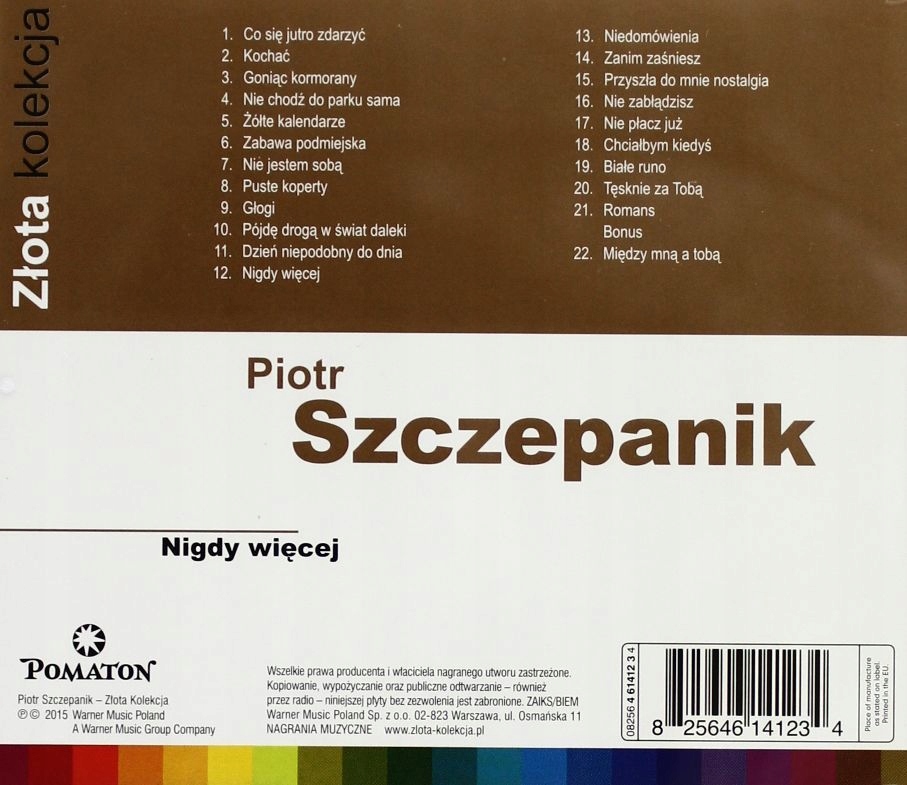 Złota kolekcja
1. Co się jutro zdarzyć
2. Kochać
3. Goniąc kormorany
4. Nie chodź do parku sama
5. Żółte kalendarze
6. Zabawa podmiejska
7. Nie jestem sobą
8. Puste koperty
9. Głogi
10. Pójdę drogą w świat daleki
11. Dzień niepodobny do dnia
12. Nigdy więcej
13. Niedomówienia
14. Zanim zaśniesz
15. Przyszła do mnie nostalgia
16. Nie zabłądzisz
17. Nie płacz już
18. Chciałbym kiedyś
19. Białe runo
20. Tęsknie za Tobą
21. Romans
Bonus
22. Między mną a tobą
Piotr
Szczepanik
Nigdy więcej
POMATON
Piotr Szczepanik – Złota Kolekcja
℗ © 2015 Warner Music Poland
A Warner Music Group Company
Wszelkie prawa producenta i właściciela nagranego utworu zastrzeżone.
Kopiowanie, wypożyczanie oraz publiczne odtwarzanie – również
przez radio – niniejszej płyty bez zezwolenia jest zabronione. ZAIKS/BIEM
Warner Music Poland Sp. z o.o. 02-823 Warszawa, ul. Osmańska 11
NAGRANIA MUZYCZNE www.zlota-kolekcja.pl
08256 4 61412 3 4
8 25646 14123 4
Place of manufacture
as stated on label.
Printed in the EU.